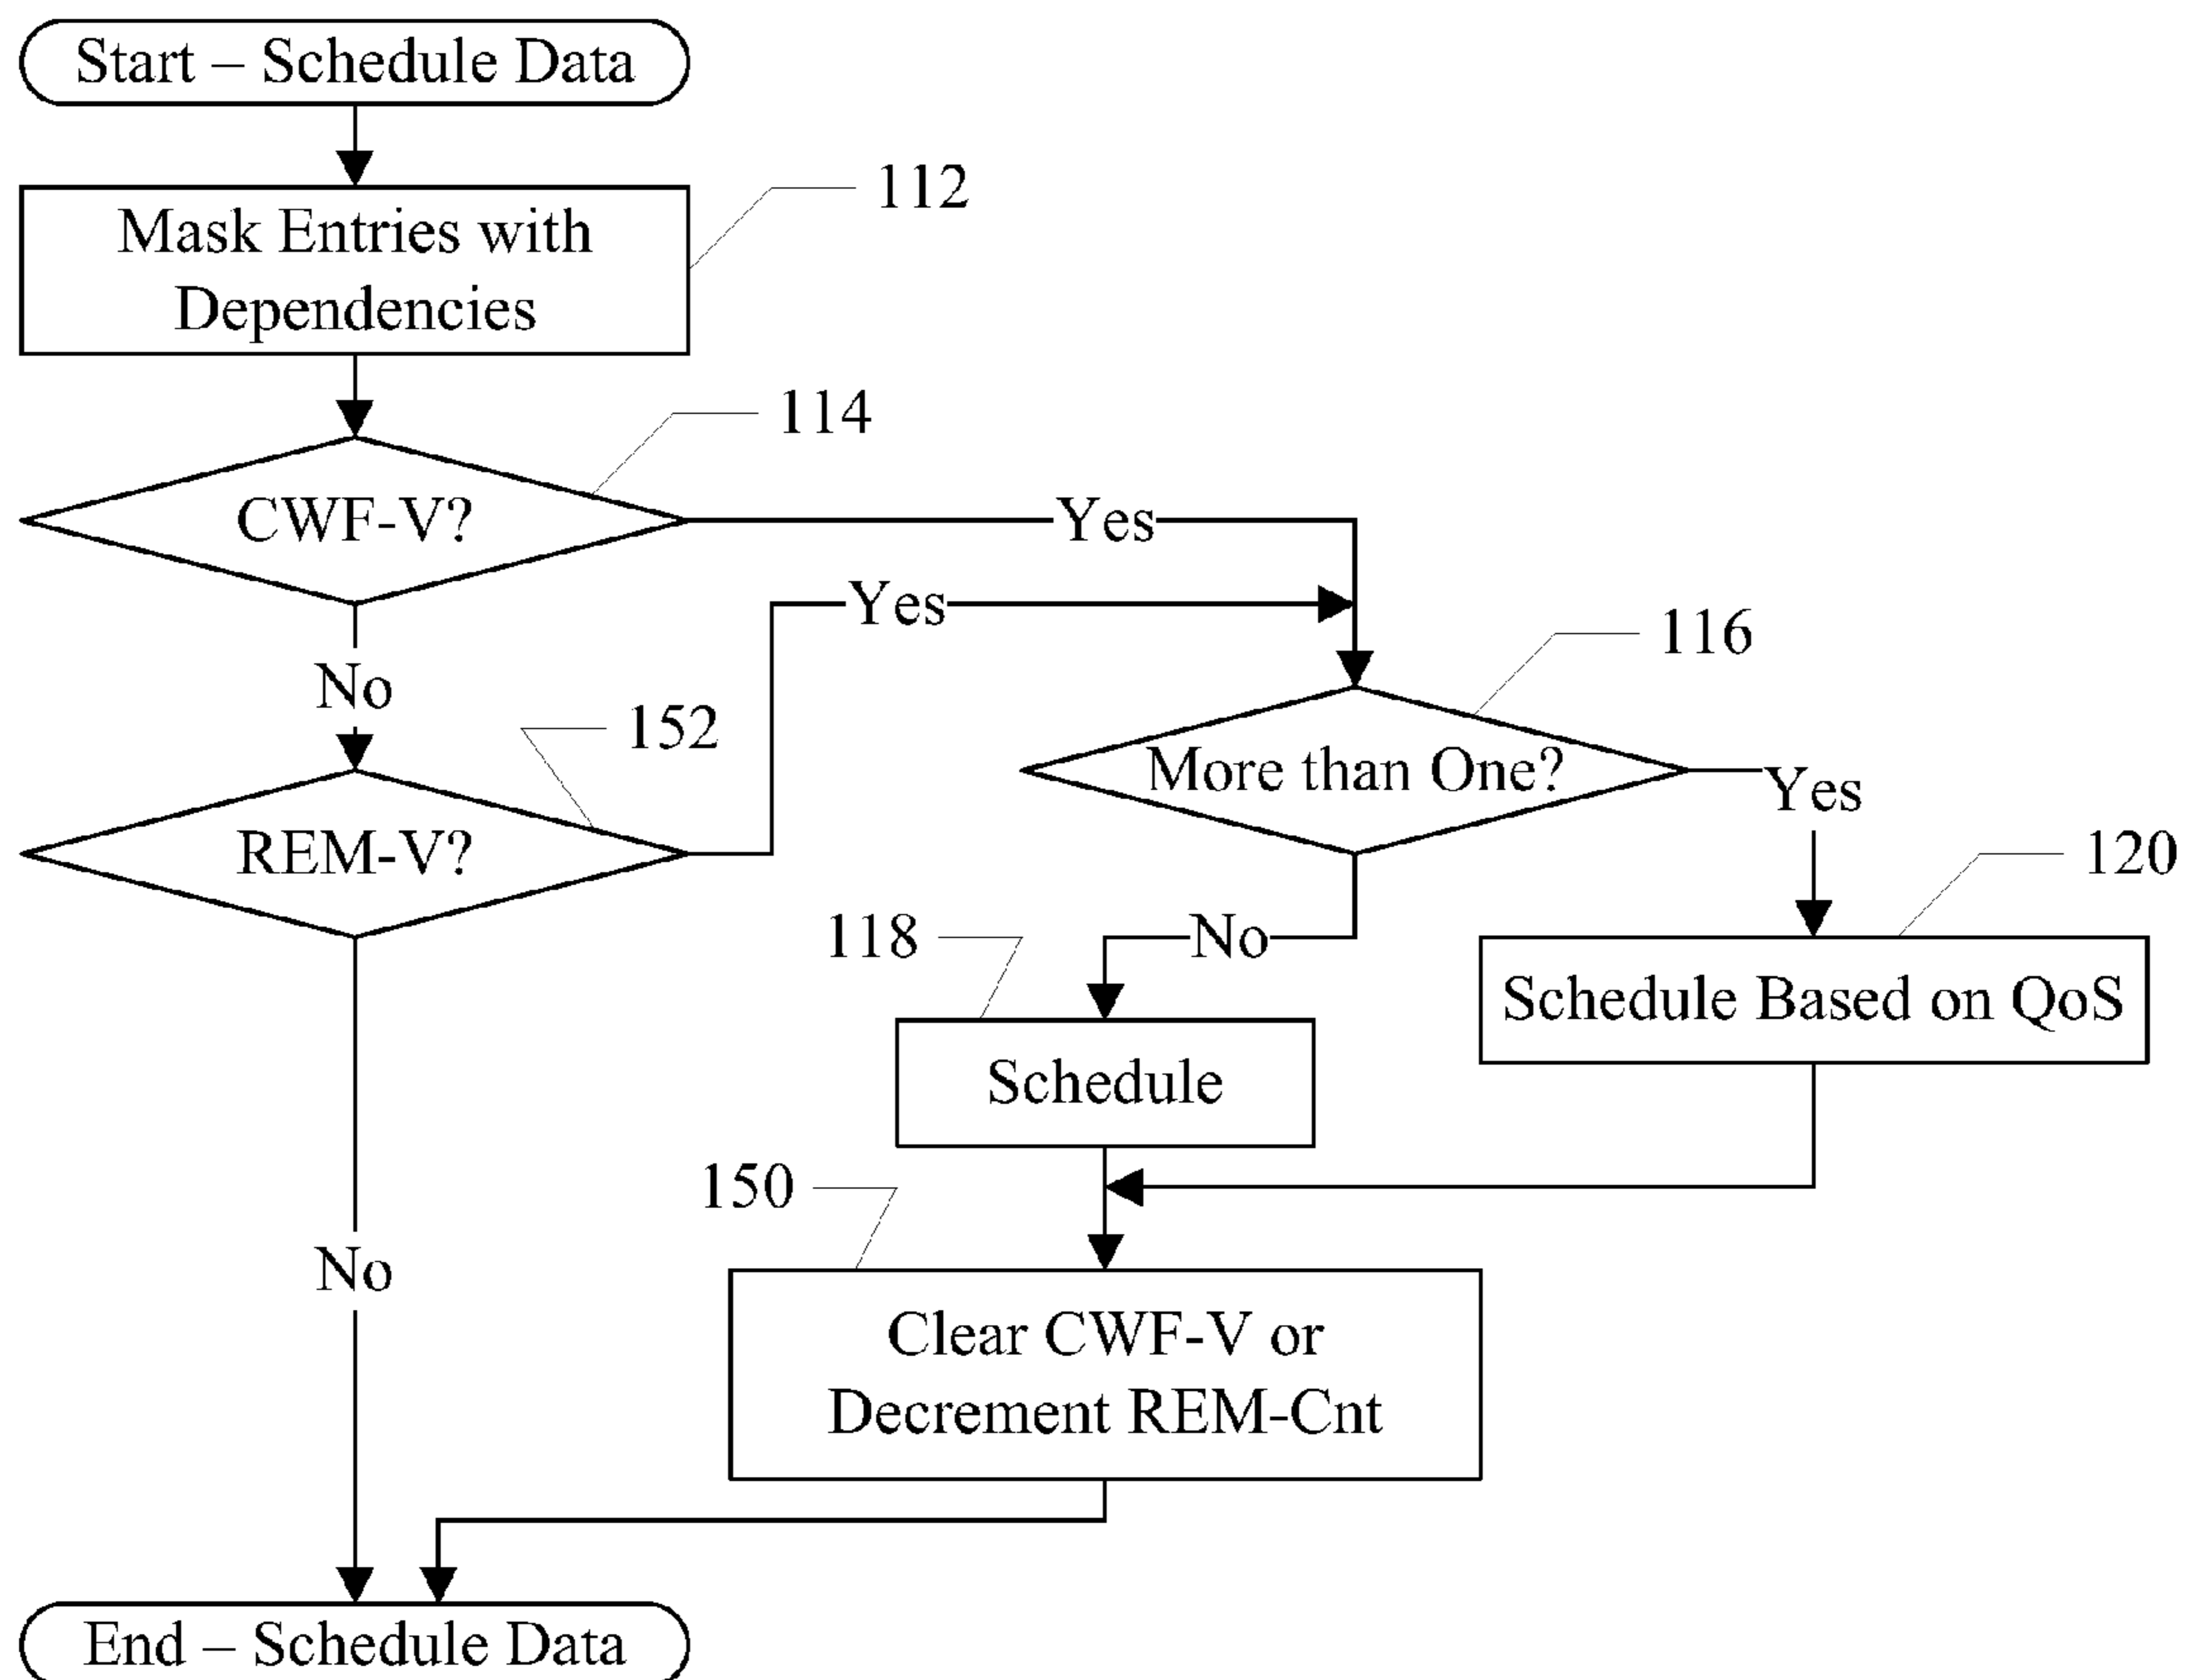 Start – Schedule Data
112
Mask Entries with
Dependencies
114
CWF-V?
Yes
Yes
116
No
152
More than One?
Yes
REM-V?
120
118
No
Schedule Based on QoS
Schedule
150
No
Clear CWF-V or
Decrement REM-Cnt
End – Schedule Data